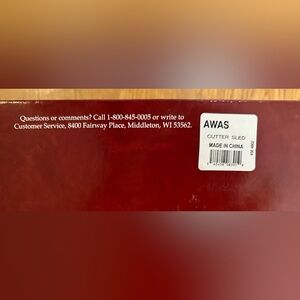 Questions or comments? Call 1-800-845-0005 or write to
Customer Service, 8400 Fairway Place, Middleton, WI 53562.
AWAS
CUTTER SLED
MADE IN CHINA